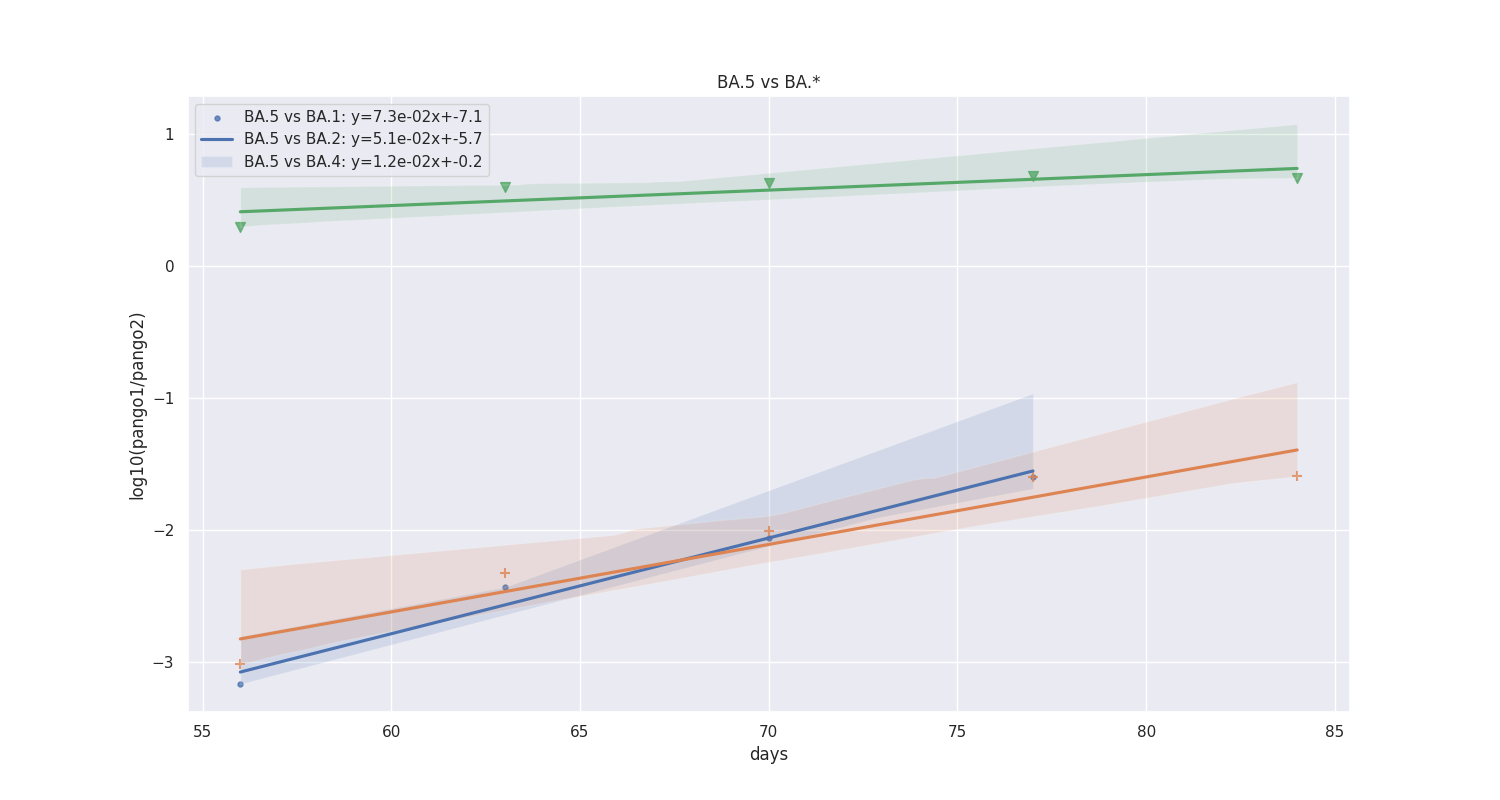 BA.5 vs BA.*
BA.5 vs BA.1: y=7.3e-02x+-7.1
BA.5 vs BA.2: y=5.1e-02x+-5.7
BA.5 vs BA.4: y=1.2e-02x+-0.2
1
0
−1
−2
−3
log10(pango1/pango2)
55 60 65 70 75 80 85
days